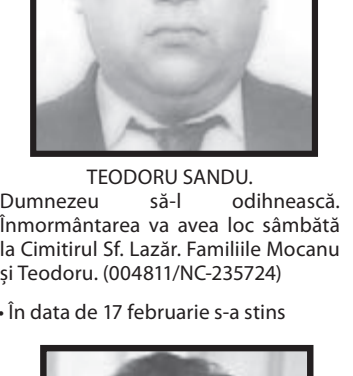 TEODORU SANDU.
Dumnezeu să-l odihnească.
Înmormântarea va avea loc sâmbătă
la Cimitirul Sf. Lazăr. Familiile Mocanu
și Teodoru. (004811/NC-235724)
• În data de 17 februarie s-a stins